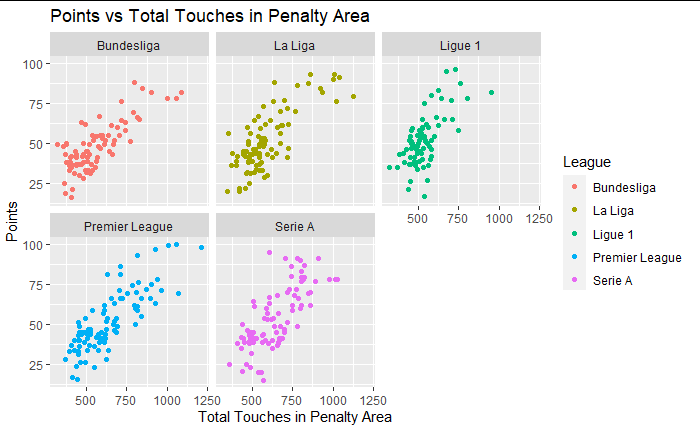 Points vs Total Touches in Penalty Area
Bundesliga
La Liga
Ligue 1
100
75
50
25
500
750
1000
1250
League
Bundesliga
La Liga
Ligue 1
Premier League
Serie A
Points
Premier League
Serie A
100
75
50
25
500
750
1000
1250
500
750
1000
1250
Total Touches in Penalty Area